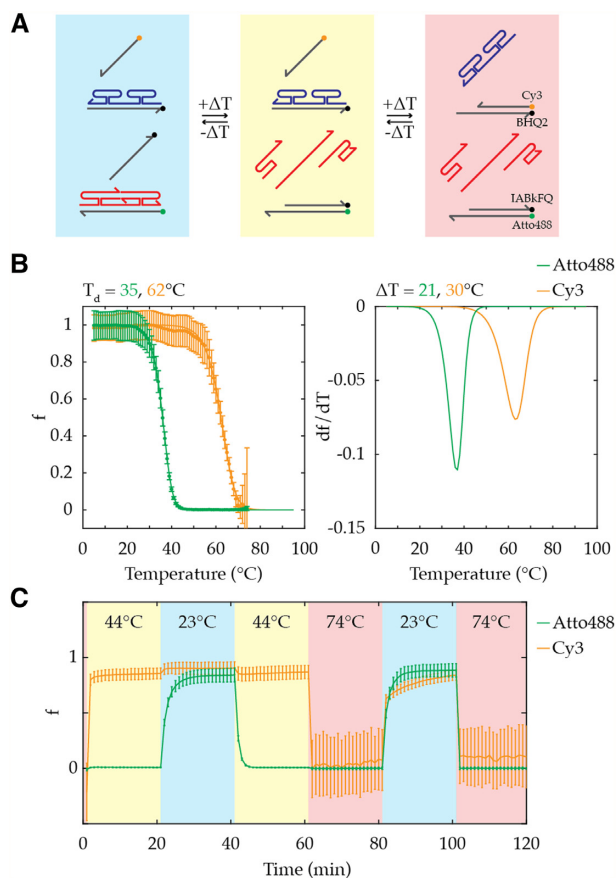 A
+ΔT
-ΔT
+ΔT
-ΔT
Cy3
BHQ2
IABkFQ
Atto488
B
T_d = 35, 62°C
ΔT = 21, 30°C
Atto488
Cy3
1
0.8
0.6
0.4
0.2
0
f
0 20 40 60 80 100
Temperature (°C)
0
-0.05
-0.1
-0.15
df/dT
0 20 40 60 80 100
Temperature (°C)
C
44°C 23°C 44°C 74°C 23°C 74°C
Atto488
Cy3
1
0
f
0 20 40 60 80 100 120
Time (min)